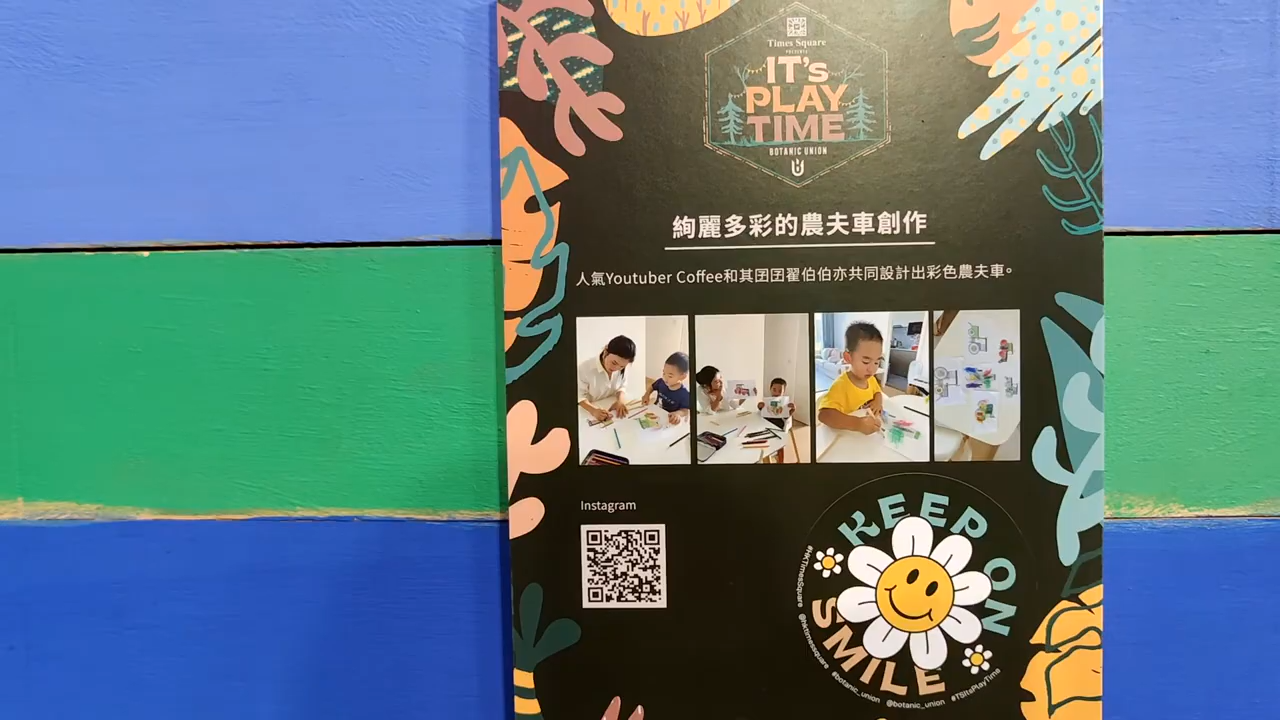 Times Square
PRESENTS
IT's
PLAY
TIME
BOTANIC UNION
絢麗多彩的農夫車創作
人氣Youtuber Coffee和其囝囝翟伯伯亦共同設計出彩色農夫車。
Instagram
KEEP ON
SMILE
#HKTimesSquare @hktimessquare #botanic_union @botanic_union #TSItsPlayTime